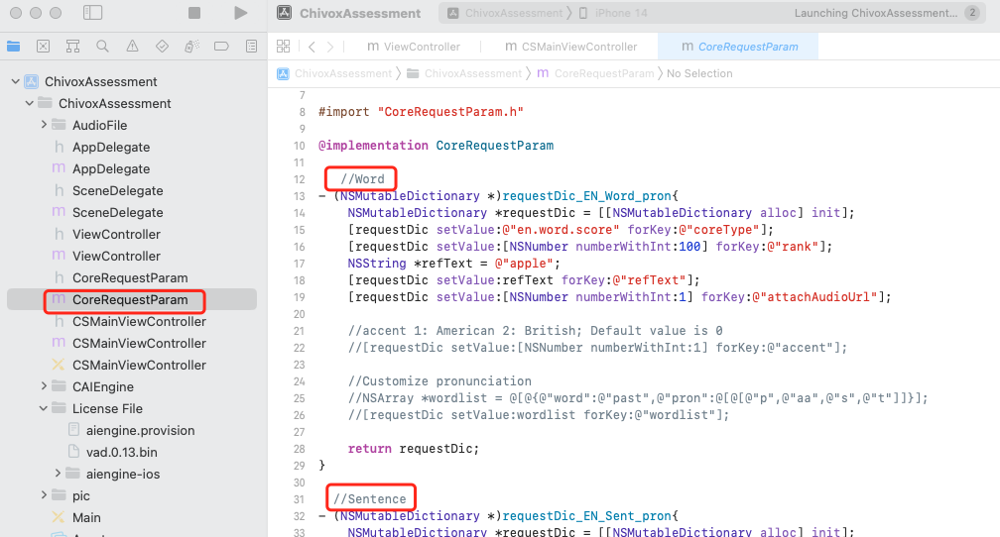 ChivoxAssessment
ChivoxAssessment
iPhone 14
Launching ChivoxAssessment...
2
ViewController
CSMainViewController
CoreRequestParam
ChivoxAssessment
ChivoxAssessment
CoreRequestParam
No Selection
ChivoxAssessment
ChivoxAssessment
AudioFile
h AppDelegate
m AppDelegate
h SceneDelegate
m SceneDelegate
h ViewController
m ViewController
h CoreRequestParam
m CoreRequestParam
h CSMainViewController
m CSMainViewController
CSMainViewController
CAIEngine
License File
aiengine.provision
vad.0.13.bin
aiengine-ios
pic
Main
7
8 #import "CoreRequestParam.h"
9
10 @implementation CoreRequestParam
11
12 //Word
13 - (NSMutableDictionary *)requestDic_EN_Word_pron{
14 NSMutableDictionary *requestDic = [[NSMutableDictionary alloc] init];
15 [requestDic setValue:@"en.word.score" forKey:@"coreType"];
16 [requestDic setValue:[NSNumber numberWithInt:100] forKey:@"rank"];
17 NSString *refText = @"apple";
18 [requestDic setValue:refText forKey:@"refText"];
19 [requestDic setValue:[NSNumber numberWithInt:1] forKey:@"attachAudioUrl"];
20
21 //accent 1: American 2: British; Default value is 0
22 //[requestDic setValue:[NSNumber numberWithInt:1] forKey:@"accent"];
23
24 //Customize pronunciation
25 //NSArray *wordlist = @[@{@"word":@"past",@"pron":@[@[@"p",@"aa",@"s",@"t"]]}];
26 //[requestDic setValue:wordlist forKey:@"wordlist"];
27
28 return requestDic;
29 }
30
31 //Sentence
32 - (NSMutableDictionary *)requestDic_EN_Sent_pron{
33 NSMutableDictionary *requestDic = [[NSMutableDictionary alloc] init];